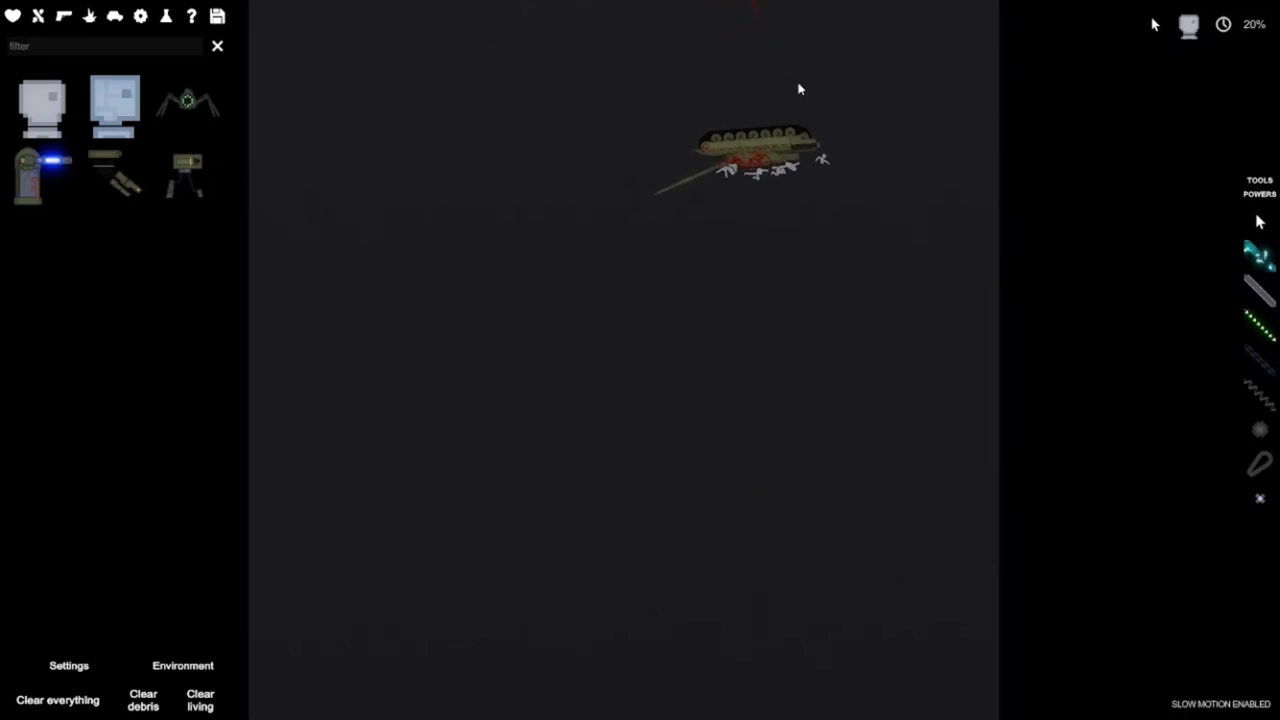 20%
filter
TOOLS
POWERS
Settings
Environment
Clear everything
Clear debris
Clear living
SLOW MOTION ENABLED